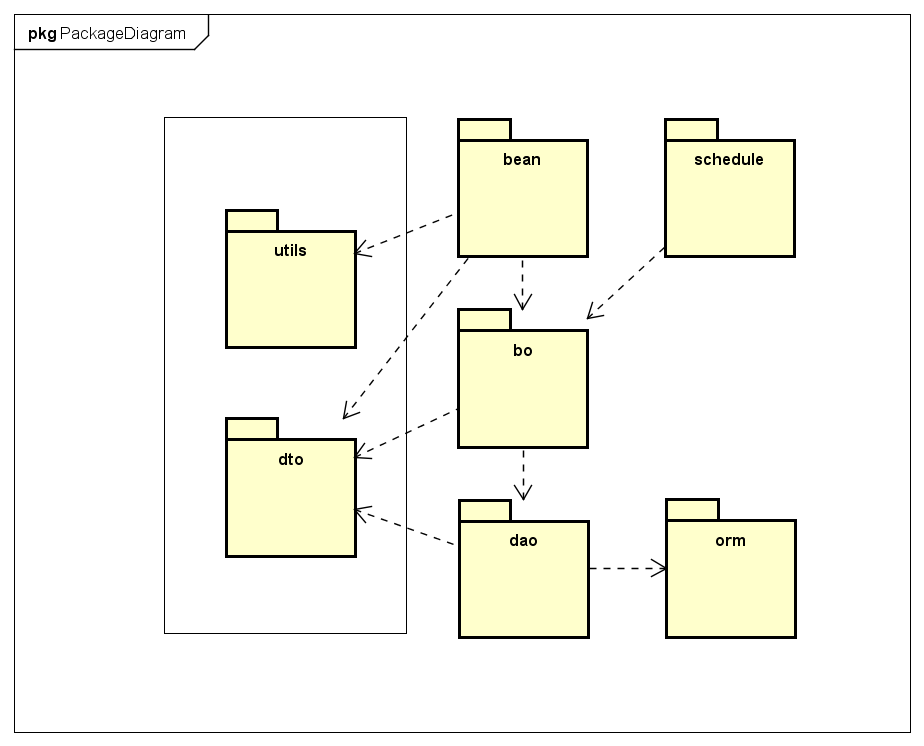 pkg PackageDiagram
bean
schedule
utils
bo
dto
dao
orm